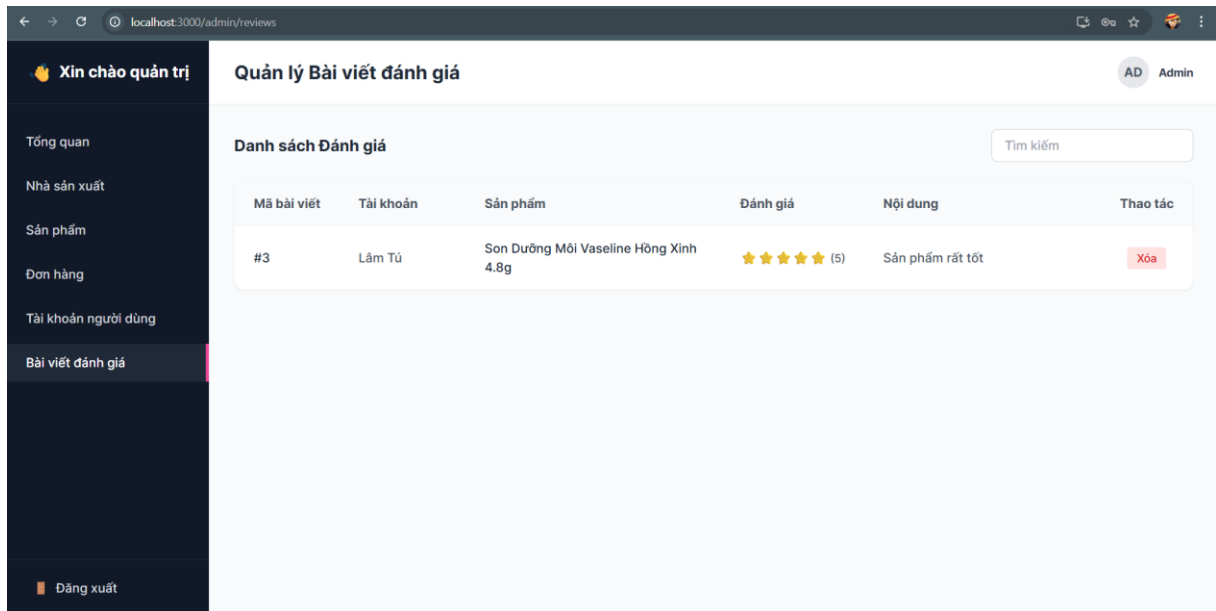 localhost:3000/admin/reviews
Xin chào quản trị
Quản lý Bài viết đánh giá
AD Admin
Tổng quan
Nhà sản xuất
Sản phẩm
Đơn hàng
Tài khoản người dùng
Bài viết đánh giá
Đăng xuất
Danh sách Đánh giá
Tìm kiếm
Mã bài viết Tài khoản Sản phẩm Đánh giá Nội dung Thao tác
#3 Lâm Tú Son Dưỡng Môi Vaseline Hồng Xinh
4.8g (5) Sản phẩm rất tốt Xóa